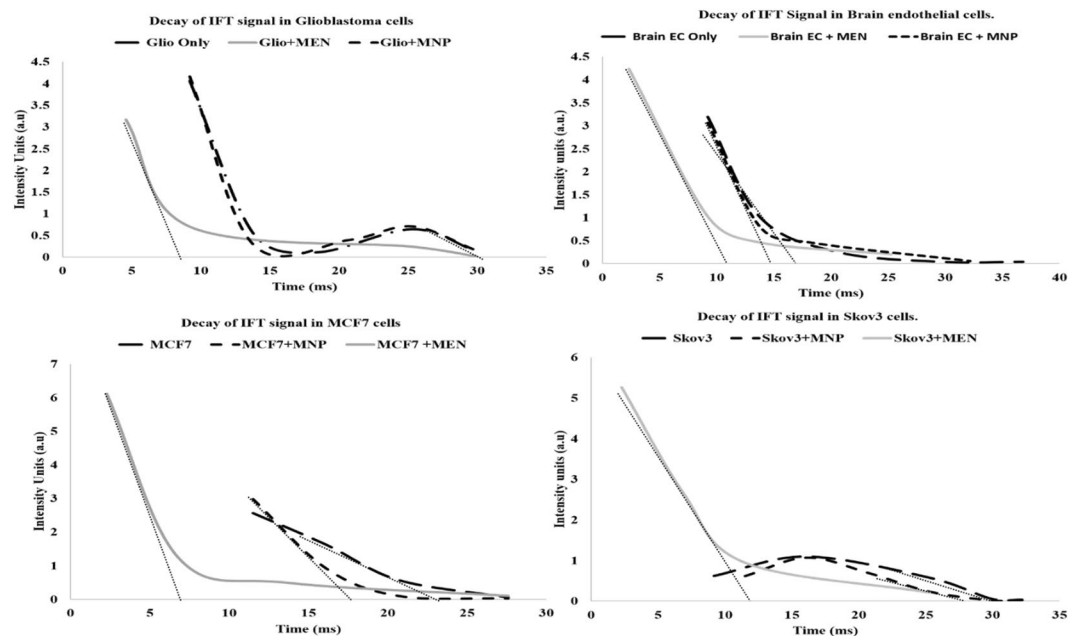 Decay of IFT signal in Glioblastoma cells
Glio Only Glio+MEN Glio+MNP
Intensity Units (a.u)
4.5
4
3.5
3
2.5
2
1.5
1
0.5
0
0 5 10 15 20 25 30 35
Time (ms)
Decay of IFT Signal in Brain endothelial cells.
Brain EC Only Brain EC + MEN Brain EC + MNP
Intensity units (a.u.)
4.5
4
3.5
3
2.5
2
1.5
1
0.5
0
0 5 10 15 20 25 30 35 40
Time (ms)
Decay of IFT signal in MCF7 cells
MCF7 MCF7+MNP MCF7 +MEN
Intensity Units (a.u)
7
6
5
4
3
2
1
0
0 5 10 15 20 25 30
Time (ms)
Decay of IFT signal in Skov3 cells.
Skov3 Skov3+MNP Skov3+MEN
Intensity units (a.u)
6
5
4
3
2
1
0
0 5 10 15 20 25 30 35
Time (ms)